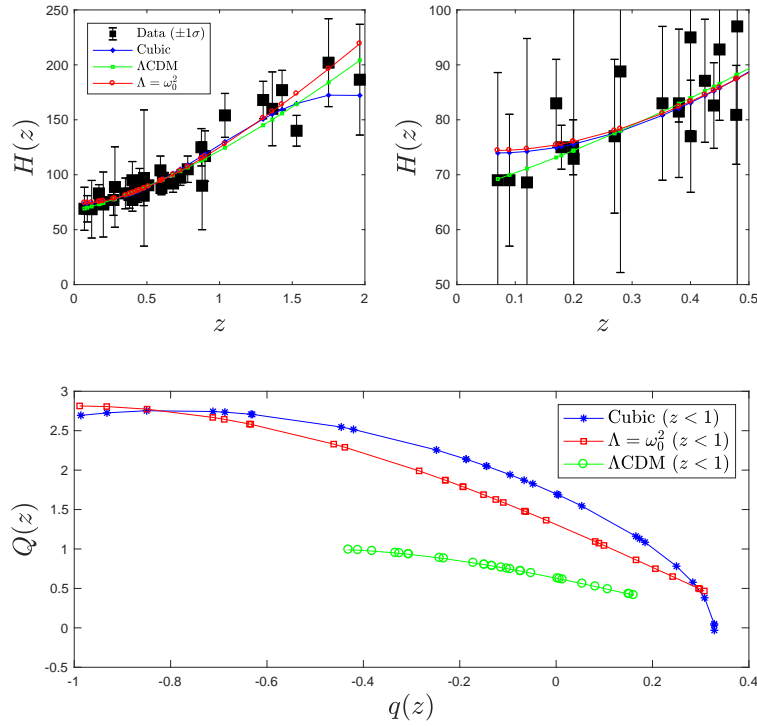 250
200
150
100
50
0
H(z)
Data (±1σ)
Cubic
ΛCDM
Λ = ω₀²
0 0.5 1 1.5 2
z
100
90
80
70
60
50
H(z)
0 0.1 0.2 0.3 0.4 0.5
z
3
2.5
2
1.5
1
0.5
0
-0.5
Q(z)
Cubic (z < 1)
Λ = ω₀² (z < 1)
ΛCDM (z < 1)
-1 -0.8 -0.6 -0.4 -0.2 0 0.2 0.4
q(z)